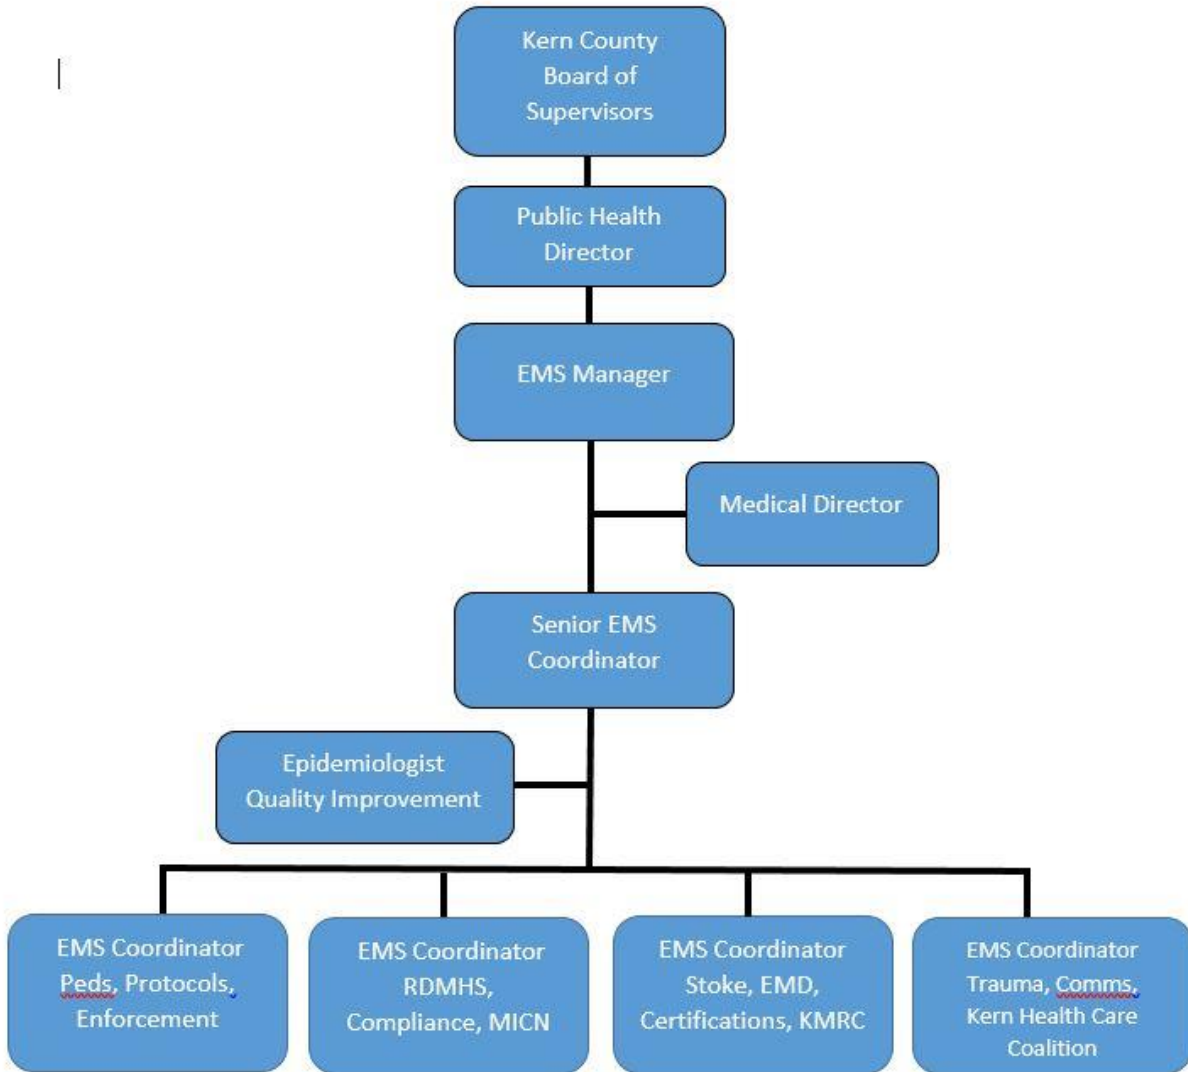 Kern County
Board of
Supervisors
Public Health
Director
EMS Manager
Medical Director
Senior EMS
Coordinator
Epidemiologist
Quality Improvement
EMS Coordinator
Peds, Protocols,
Enforcement
EMS Coordinator
RDMHS,
Compliance, MICN
EMS Coordinator
Stoke, EMD,
Certifications, KMRC
EMS Coordinator
Trauma, Comms,
Kern Health Care
Coalition